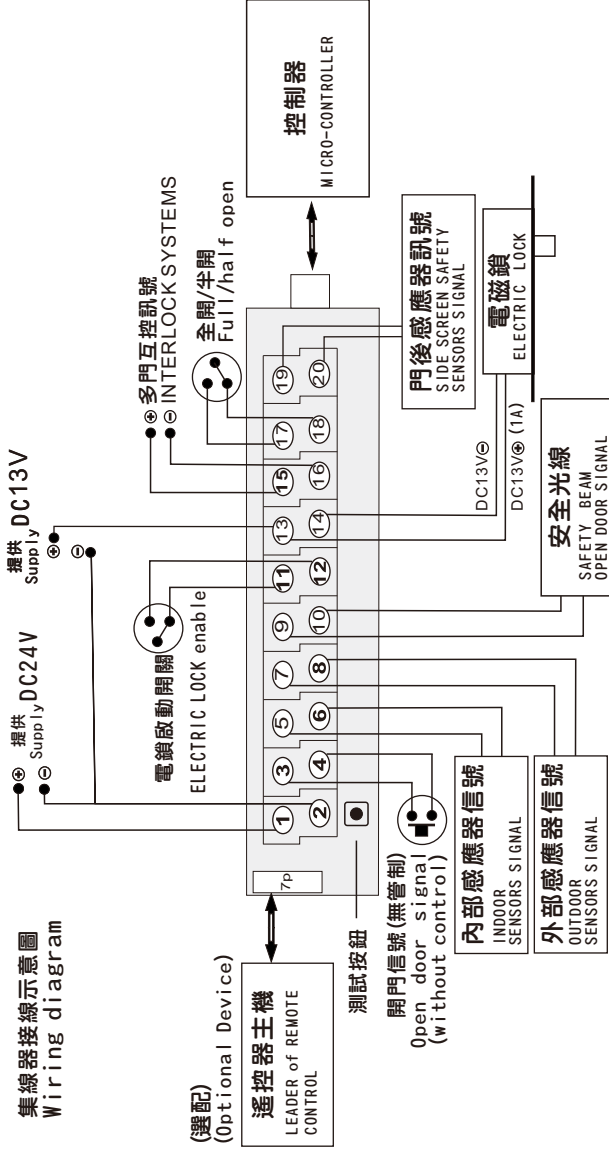 集線器接線示意圖
Wiring diagram
⊕ 提供
⊖ Supply DC24V
提供
Supply DC13V
⊕
⊖
電鎖啟動開關
ELECTRIC LOCK enable
⊕ 多門互控訊號
⊖ INTERLOCK SYSTEMS
全開/半開
Full/half open
控制器
MICRO-CONTROLLER
(選配)
(Optional Device)
遙控器主機
LEADER of REMOTE
CONTROL
7p
1 3 5 7 9 11 13 15 17 19
2 4 6 8 10 12 14 16 18 20
測試按鈕
開門信號(無管制)
Open door signal
(without control)
內部感應器信號
INDOOR
SENSORS SIGNAL
外部感應器信號
OUTDOOR
SENSORS SIGNAL
安全光線
SAFETY BEAM
OPEN DOOR SIGNAL
DC13V⊖
DC13V⊕ (1A)
門後感應器訊號
SIDE SCREEN SAFETY
SENSORS SIGNAL
電磁鎖
ELECTRIC LOCK